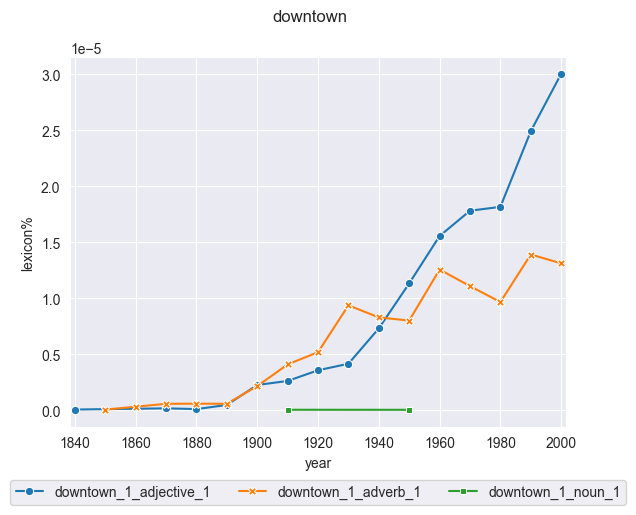 downtown
1e−5
3.0
2.5
2.0
1.5
1.0
0.5
0.0
lexicon%
1840 1860 1880 1900 1920 1940 1960 1980 2000
year
downtown_1_adjective_1 downtown_1_adverb_1 downtown_1_noun_1